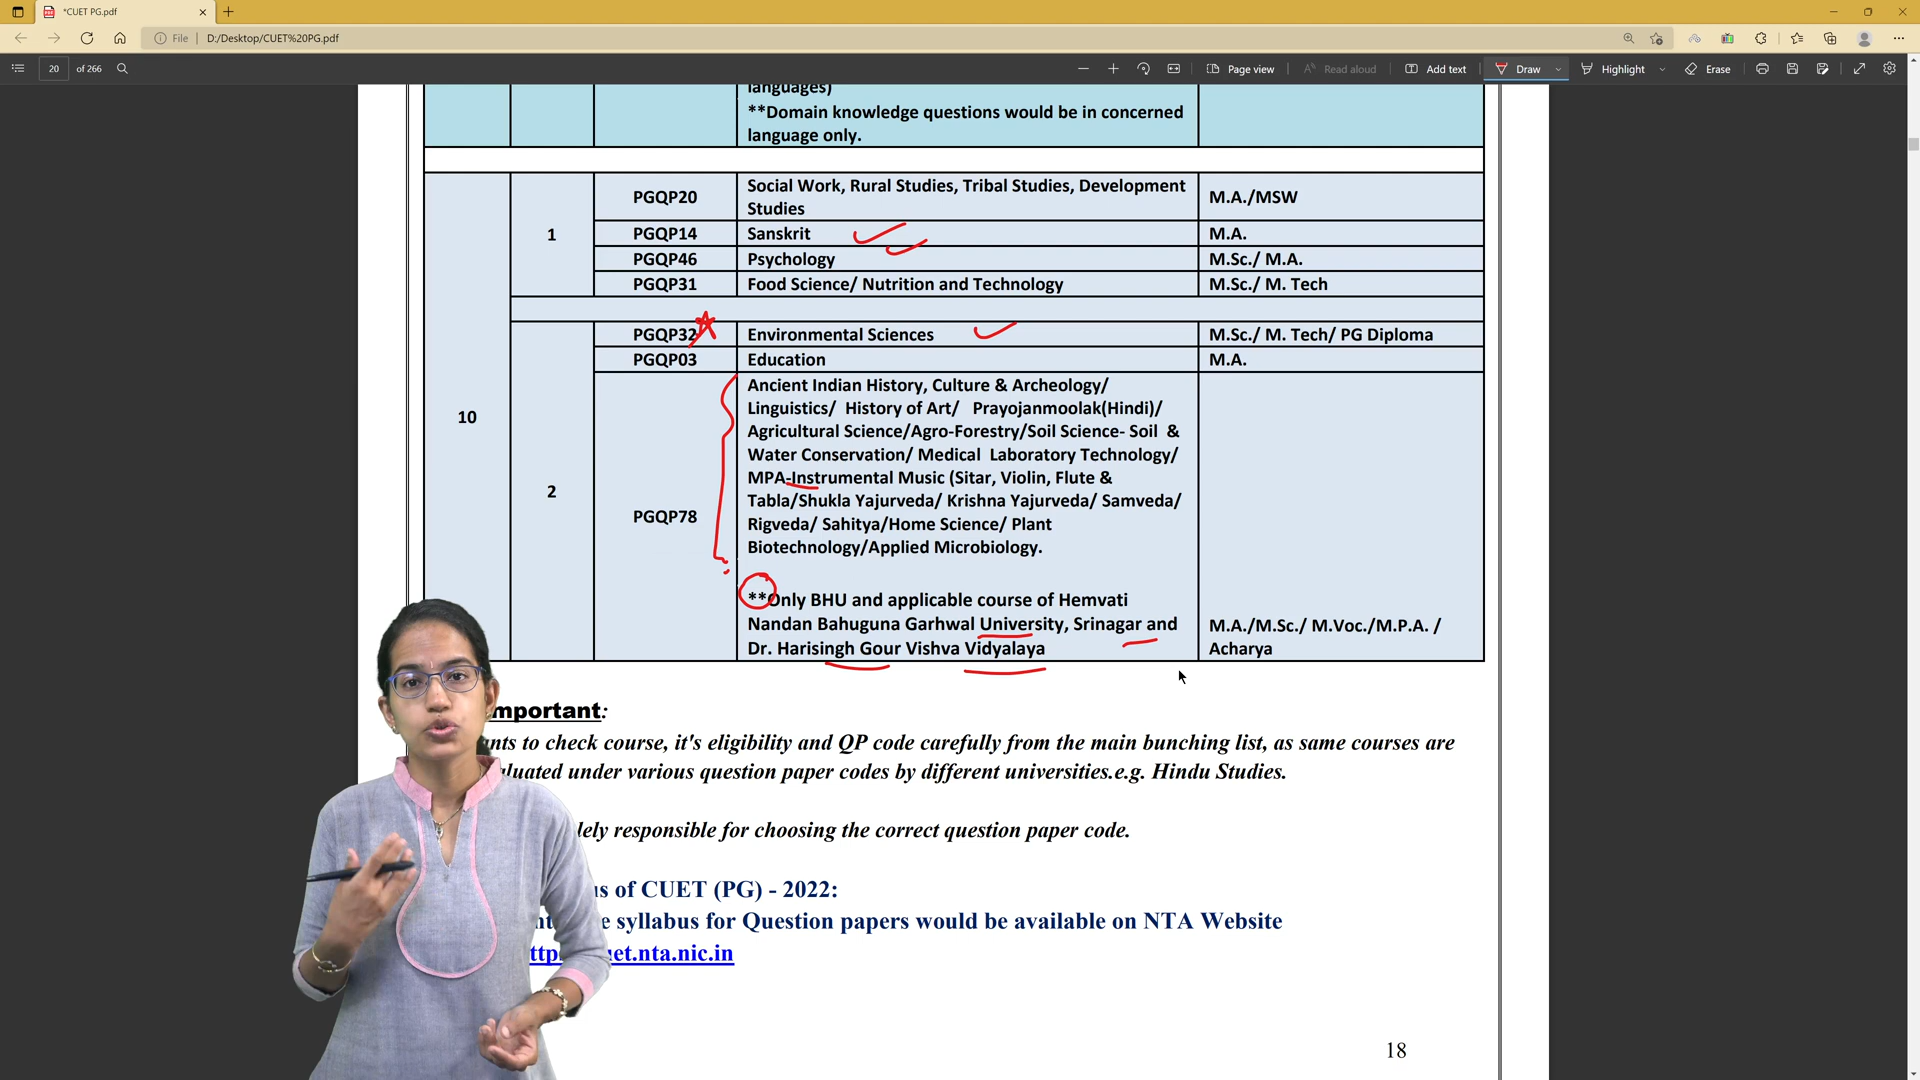 *CUET PG.pdf
File
D:/Desktop/CUET%20PG.pdf
20 of 266
Page view
Read aloud
Add text
Draw
Highlight
Erase
languages)
**Domain knowledge questions would be in concerned
language only.
10
1
PGQP20
Social Work, Rural Studies, Tribal Studies, Development
Studies
M.A./MSW
PGQP14
Sanskrit
M.A.
PGQP46
Psychology
M.Sc./ M.A.
PGQP31
Food Science/ Nutrition and Technology
M.Sc./ M. Tech
2
PGQP32
Environmental Sciences
M.Sc./ M. Tech/ PG Diploma
PGQP03
Education
M.A.
PGQP78
Ancient Indian History, Culture & Archeology/
Linguistics/ History of Art/ Prayojanmoolak(Hindi)/
Agricultural Science/Agro-Forestry/Soil Science- Soil &
Water Conservation/ Medical Laboratory Technology/
MPA-Instrumental Music (Sitar, Violin, Flute &
Tabla/Shukla Yajurveda/ Krishna Yajurveda/ Samveda/
Rigveda/ Sahitya/Home Science/ Plant
Biotechnology/Applied Microbiology.
**Only BHU and applicable course of Hemvati
Nandan Bahuguna Garhwal University, Srinagar and
Dr. Harisingh Gour Vishva Vidyalaya
M.A./M.Sc./ M.Voc./M.P.A. /
Acharya
mportant:
nts to check course, it's eligibility and QP code carefully from the main bunching list, as same courses are
luated under various question paper codes by different universities.e.g. Hindu Studies.
lely responsible for choosing the correct question paper code.
s of CUET (PG) - 2022:
e syllabus for Question papers would be available on NTA Website
uet.nta.nic.in
18